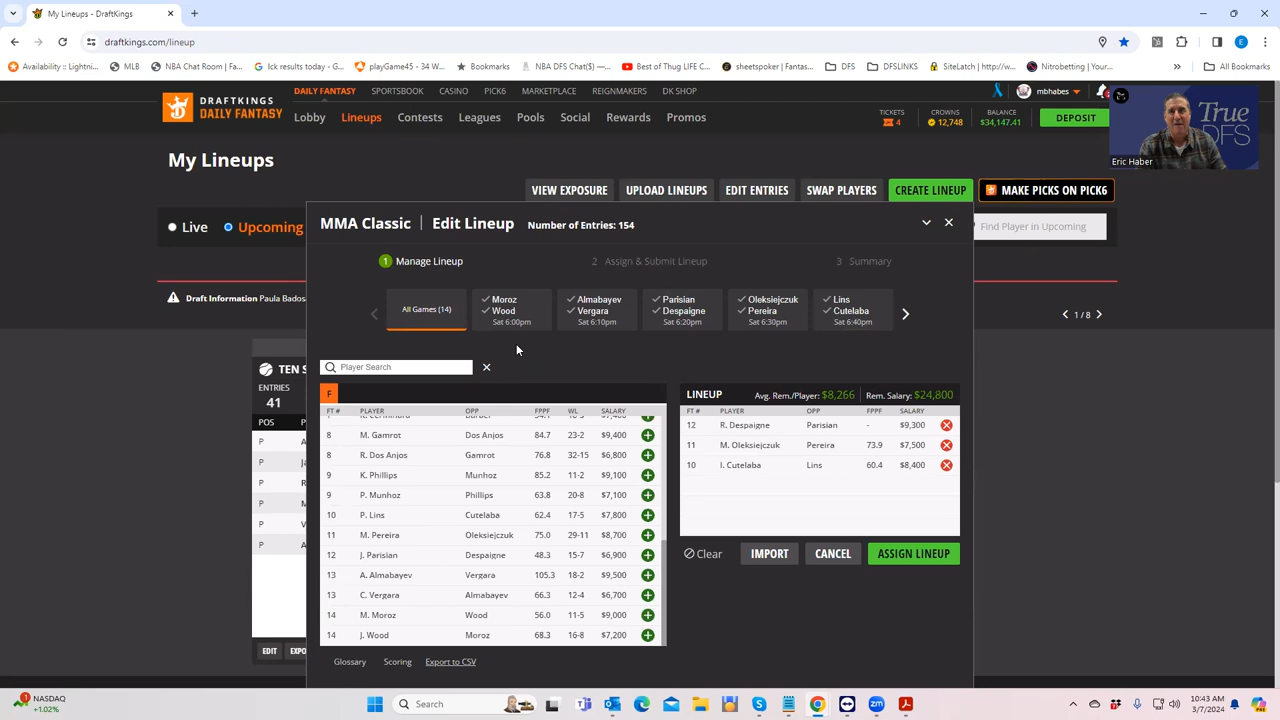 My Lineups - DraftKings
draftkings.com/lineup
Availability :: Lightni...
MLB
NBA Chat Room | Fa...
Ick results today - G...
playGame45 - 34 W...
Bookmarks
NBA DFS Chat($) —...
Best of Thug LIFE C...
sheetspoker | Fantas...
DFS
DFSLINKS
SiteCatalyst | http://w...
Nitrobetting | Your...
All Bookmarks
DRAFTKINGS
DAILY FANTASY
DAILY FANTASY SPORTSBOOK CASINO PICK6 MARKETPLACE REIGNMAKERS DK SHOP
mbhabes
Lobby Lineups Contests Leagues Pools Social Rewards Promos
TICKETS
4
CROWNS
12,748
BALANCE
$34,147.41
DEPOSIT
True
DFS
Eric Haber
My Lineups
VIEW EXPOSURE UPLOAD LINEUPS EDIT ENTRIES SWAP PLAYERS CREATE LINEUP MAKE PICKS ON PICK6
Live Upcoming
Find Player in Upcoming
MMA Classic | Edit Lineup Number of Entries: 154
1 Manage Lineup 2 Assign & Submit Lineup 3 Summary
All Games (14)
Moroz
Wood
Sat 6:00pm
Almabayev
Vergara
Sat 6:10pm
Parisian
Despaigne
Sat 6:20pm
Oleksiejczuk
Pereira
Sat 6:30pm
Lins
Cutelaba
Sat 6:40pm
Draft Information Paula Bados
1 / 8
TEN S
ENTRIES
41
POS
P
P
P
P
P
P
EDIT EXPO
Player Search
F
FT # PLAYER OPP FPPF WL SALARY
8 M. Gamrot Dos Anjos 84.7 23-2 $9,400
8 R. Dos Anjos Gamrot 76.8 32-15 $6,800
9 K. Phillips Munhoz 85.2 11-2 $9,100
9 P. Munhoz Phillips 63.8 20-8 $7,100
10 P. Lins Cutelaba 62.4 17-5 $7,800
11 M. Pereira Oleksiejczuk 75.0 29-11 $8,700
12 J. Parisian Despaigne 48.3 15-7 $6,900
13 A. Almabayev Vergara 105.3 18-2 $9,500
13 C. Vergara Almabayev 66.3 12-4 $6,700
14 M. Moroz Wood 56.0 11-5 $9,000
14 J. Wood Moroz 68.3 16-8 $7,200
Glossary Scoring Export to CSV
LINEUP Avg. Rem./Player: $8,266 Rem. Salary: $24,800
FT # PLAYER OPP FPPF SALARY
12 R. Despaigne Parisian - $9,300
11 M. Oleksiejczuk Pereira 73.9 $7,500
10 I. Cutelaba Lins 60.4 $8,400
Clear IMPORT CANCEL ASSIGN LINEUP
NASDAQ
+1.02%
Search
10:43 AM
3/7/2024